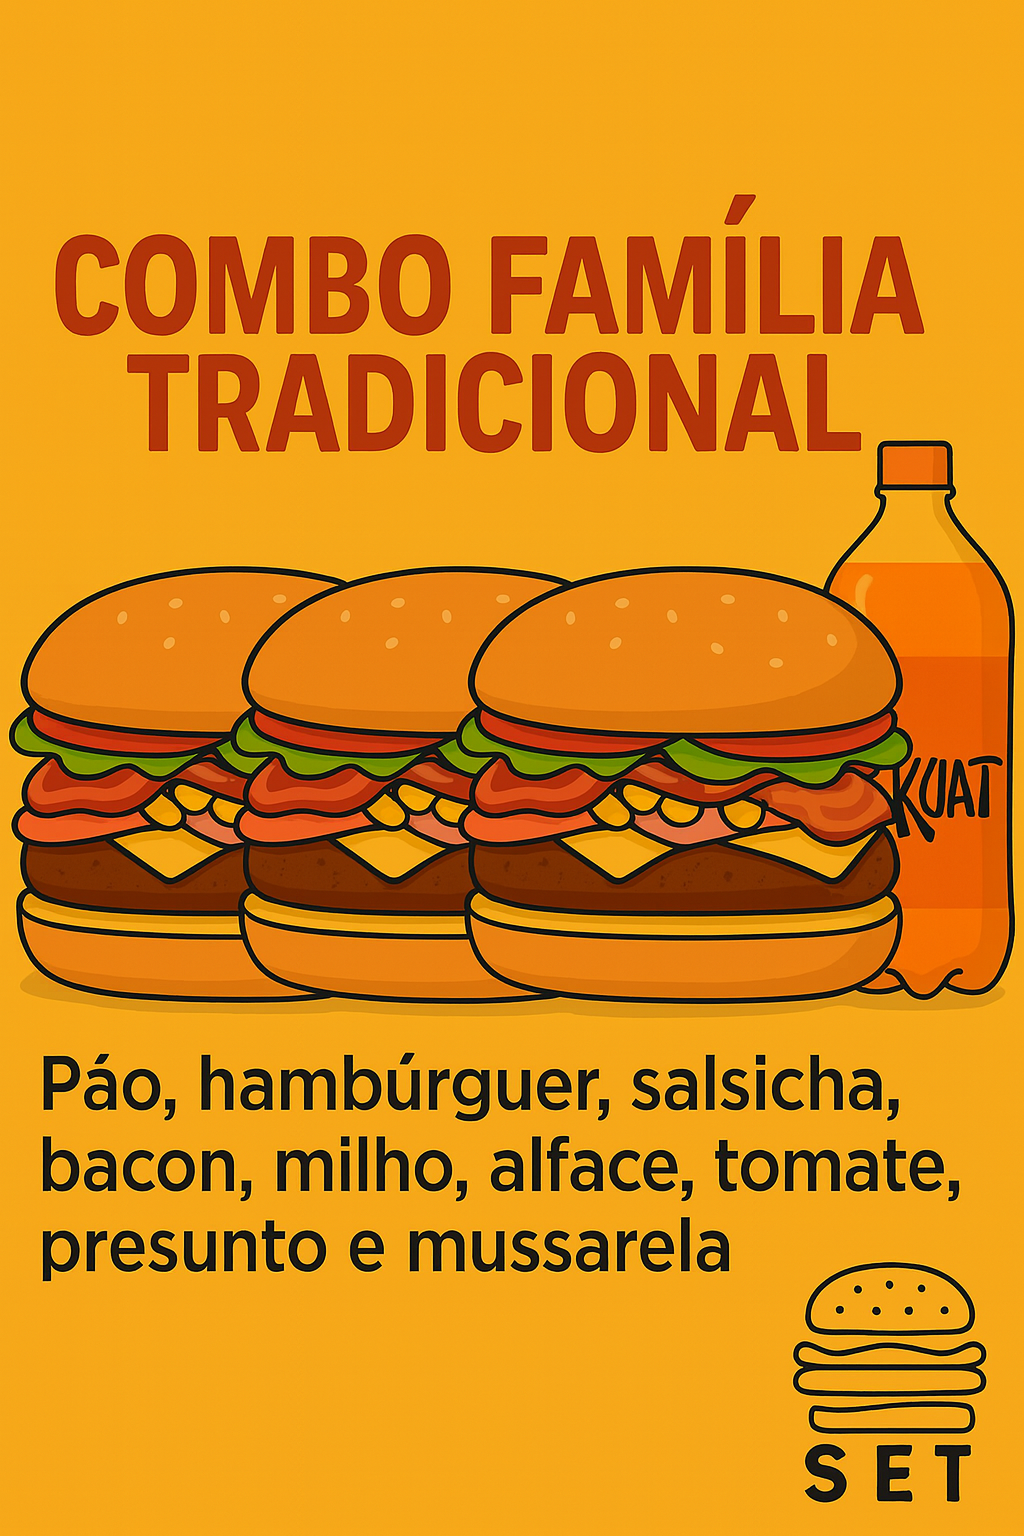 COMBO FAMÍLIA
TRADICIONAL
KUAT
Páo, hambúrguer, salsicha,
bacon, milho, alface, tomate,
presunto e mussarela
SET